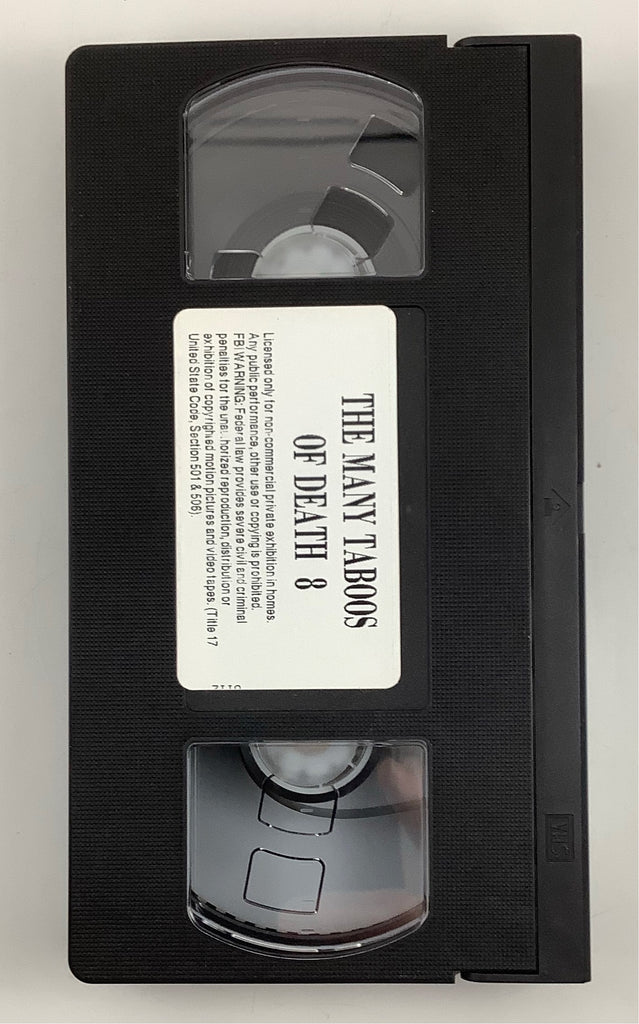 THE MANY TABOOS
OF DEATH 8
Licensed only for non-commercial private exhibition in homes.
Any public performance, other use or copying is prohibited.
FBI WARNING: Federal law provides severe civil and criminal
penalties for the una. .horized reproduction, distribution or
exhibition of copyrighted motion pictures and video tapes. (Title 17
United State Code, Section 501 & 506).
VHS